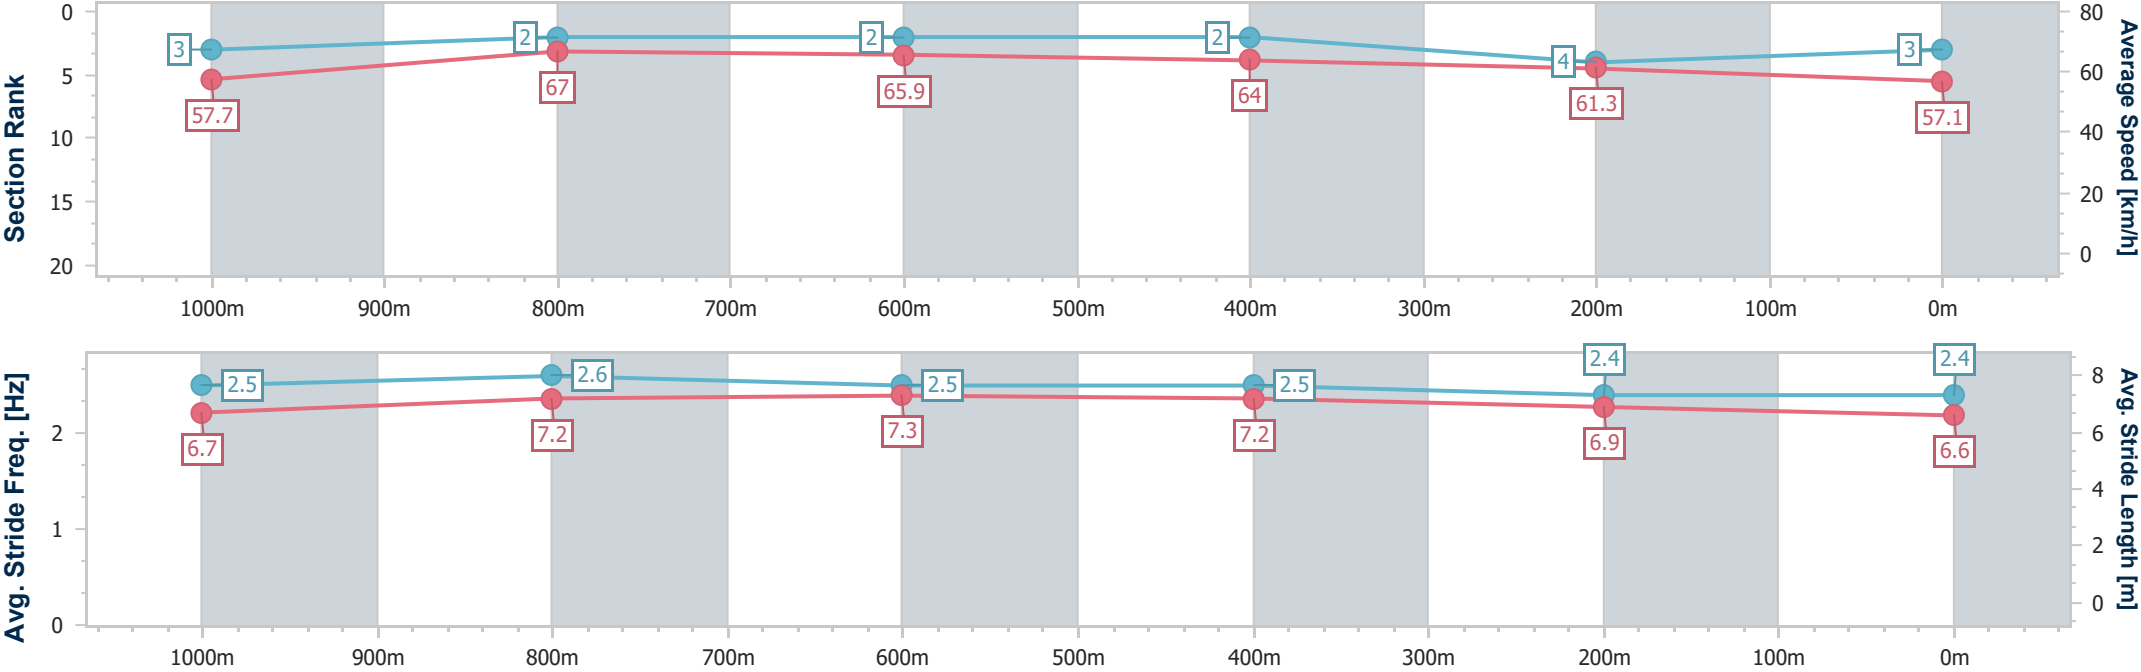 Section Rank
0
5
10
15
20
3
2
2
2
4
3
57.7
67
65.9
64
61.3
57.1
80
60
40
20
0
Average Speed [km/h]
1000m
900m
800m
700m
600m
500m
400m
300m
200m
100m
0m
Avg. Stride Freq. [Hz]
2
1
0
2.5
2.6
2.5
2.5
2.4
2.4
6.7
7.2
7.3
7.2
6.9
6.6
8
6
4
2
0
Avg. Stride Length [m]
1000m
900m
800m
700m
600m
500m
400m
300m
200m
100m
0m